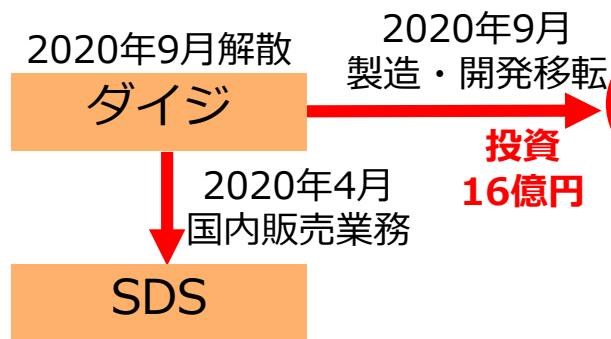 2020年9月解散
ダイジ
2020年9月
製造・開発移転
投資
16億円
2020年4月
国内販売業務
SDS